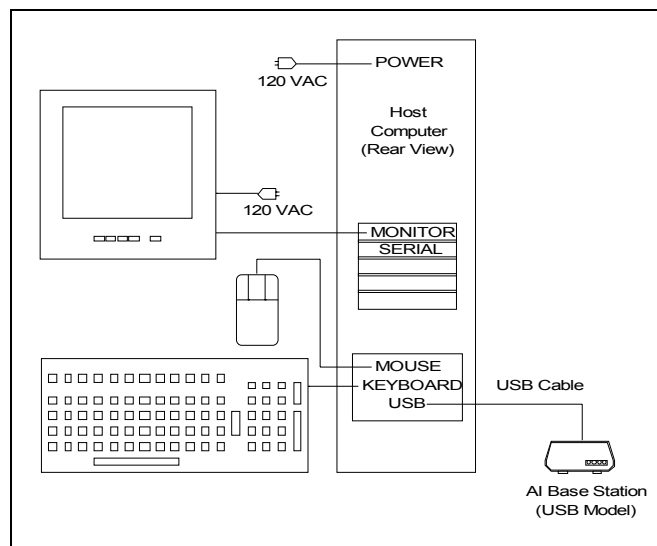 POWER
120 VAC
Host
Computer
(Rear View)
120 VAC
MONITOR
SERIAL
MOUSE
KEYBOARD
USB
USB Cable
AI Base Station
(USB Model)